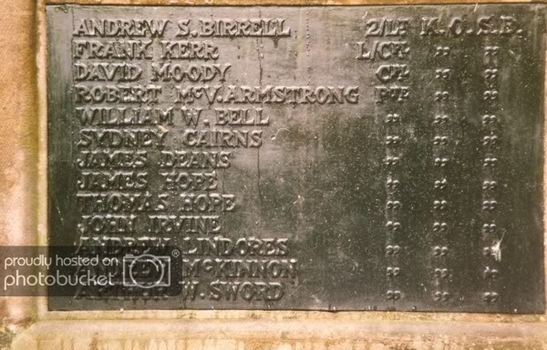 ANDREW S. BIRRELL 2/LT K.O.S.B.
FRANK KERR L/CPL " "
DAVID MOODY CPL " "
ROBERT McV. ARMSTRONG PTE " "
WILLIAM W. BELL " " "
SYDNEY CAIRNS " " "
JAMES DEANS " " "
JAMES HOPE " " "
THOMAS HOPE " " "
JOHN IRVINE " " "
ANDREW LINDORES " " "
McKINNON " " "
W. SWORD " " "
proudly hosted on
photobucket